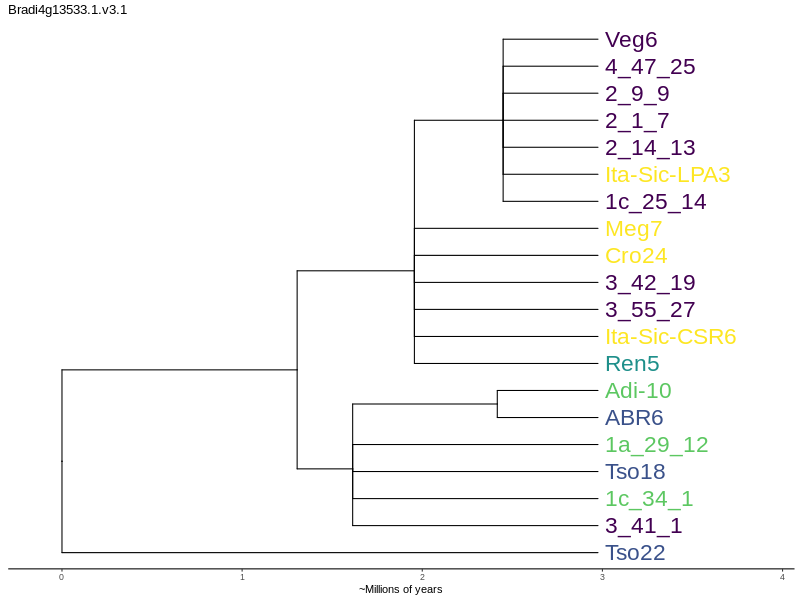 Bradi4g13533.1.v3.1
Veg6
4_47_25
2_9_9
2_1_7
2_14_13
Ita-Sic-LPA3
1c_25_14
Meg7
Cro24
3_42_19
3_55_27
Ita-Sic-CSR6
Ren5
Adi-10
ABR6
1a_29_12
Tso18
1c_34_1
3_41_1
Tso22
0 1 2 3 4
~Millions of years